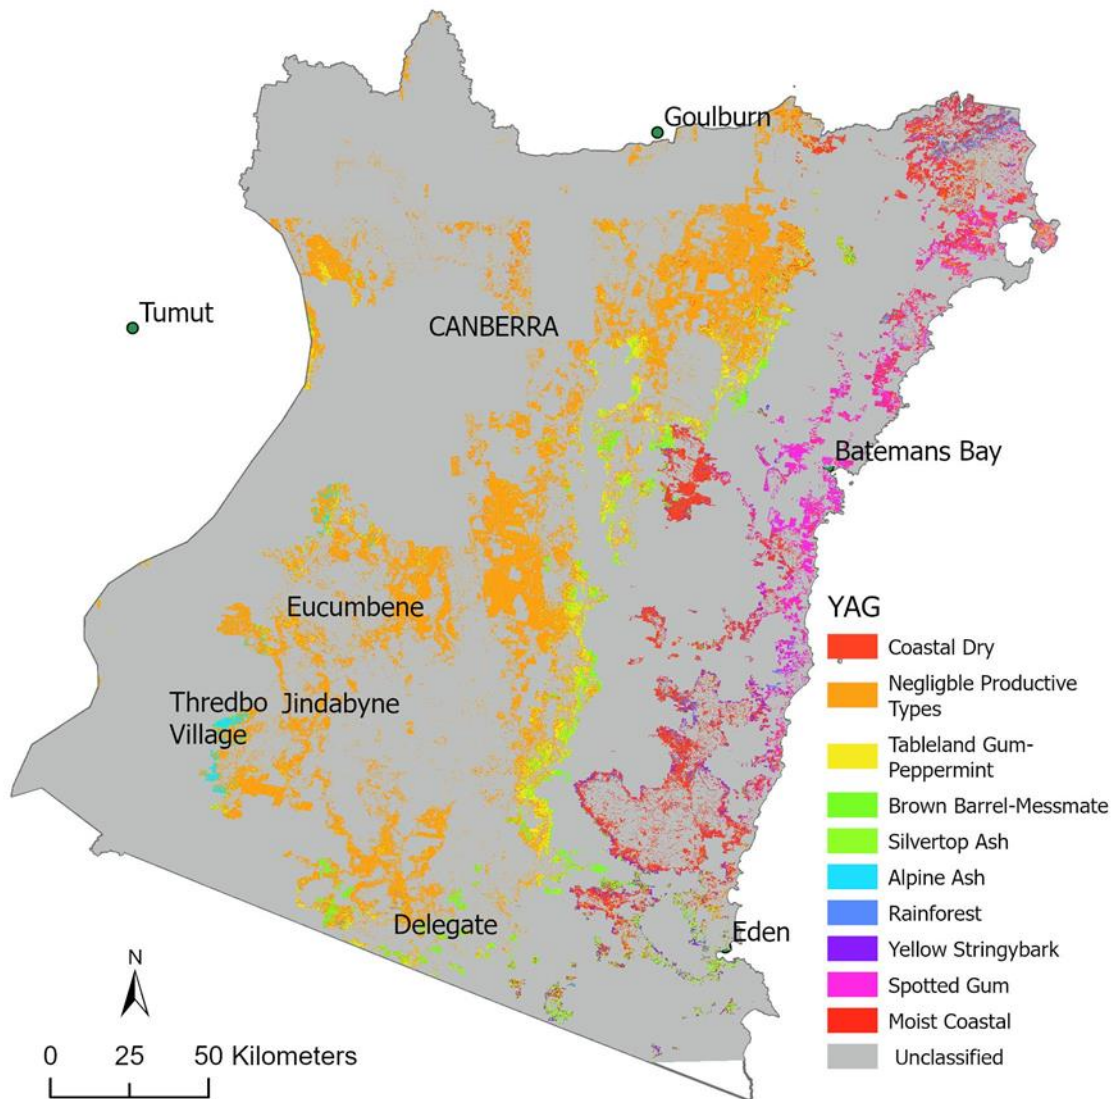 Goulburn
Tumut
CANBERRA
Batemans Bay
Eucumbene
Thredbo Jindabyne
Village
Delegate
Eden
YAG
Coastal Dry
Negligble Productive
Types
Tableland Gum-
Peppermint
Brown Barrel-Messmate
Silvertop Ash
Alpine Ash
Rainforest
Yellow Stringybark
Spotted Gum
Moist Coastal
Unclassified
N
0 25 50 Kilometers